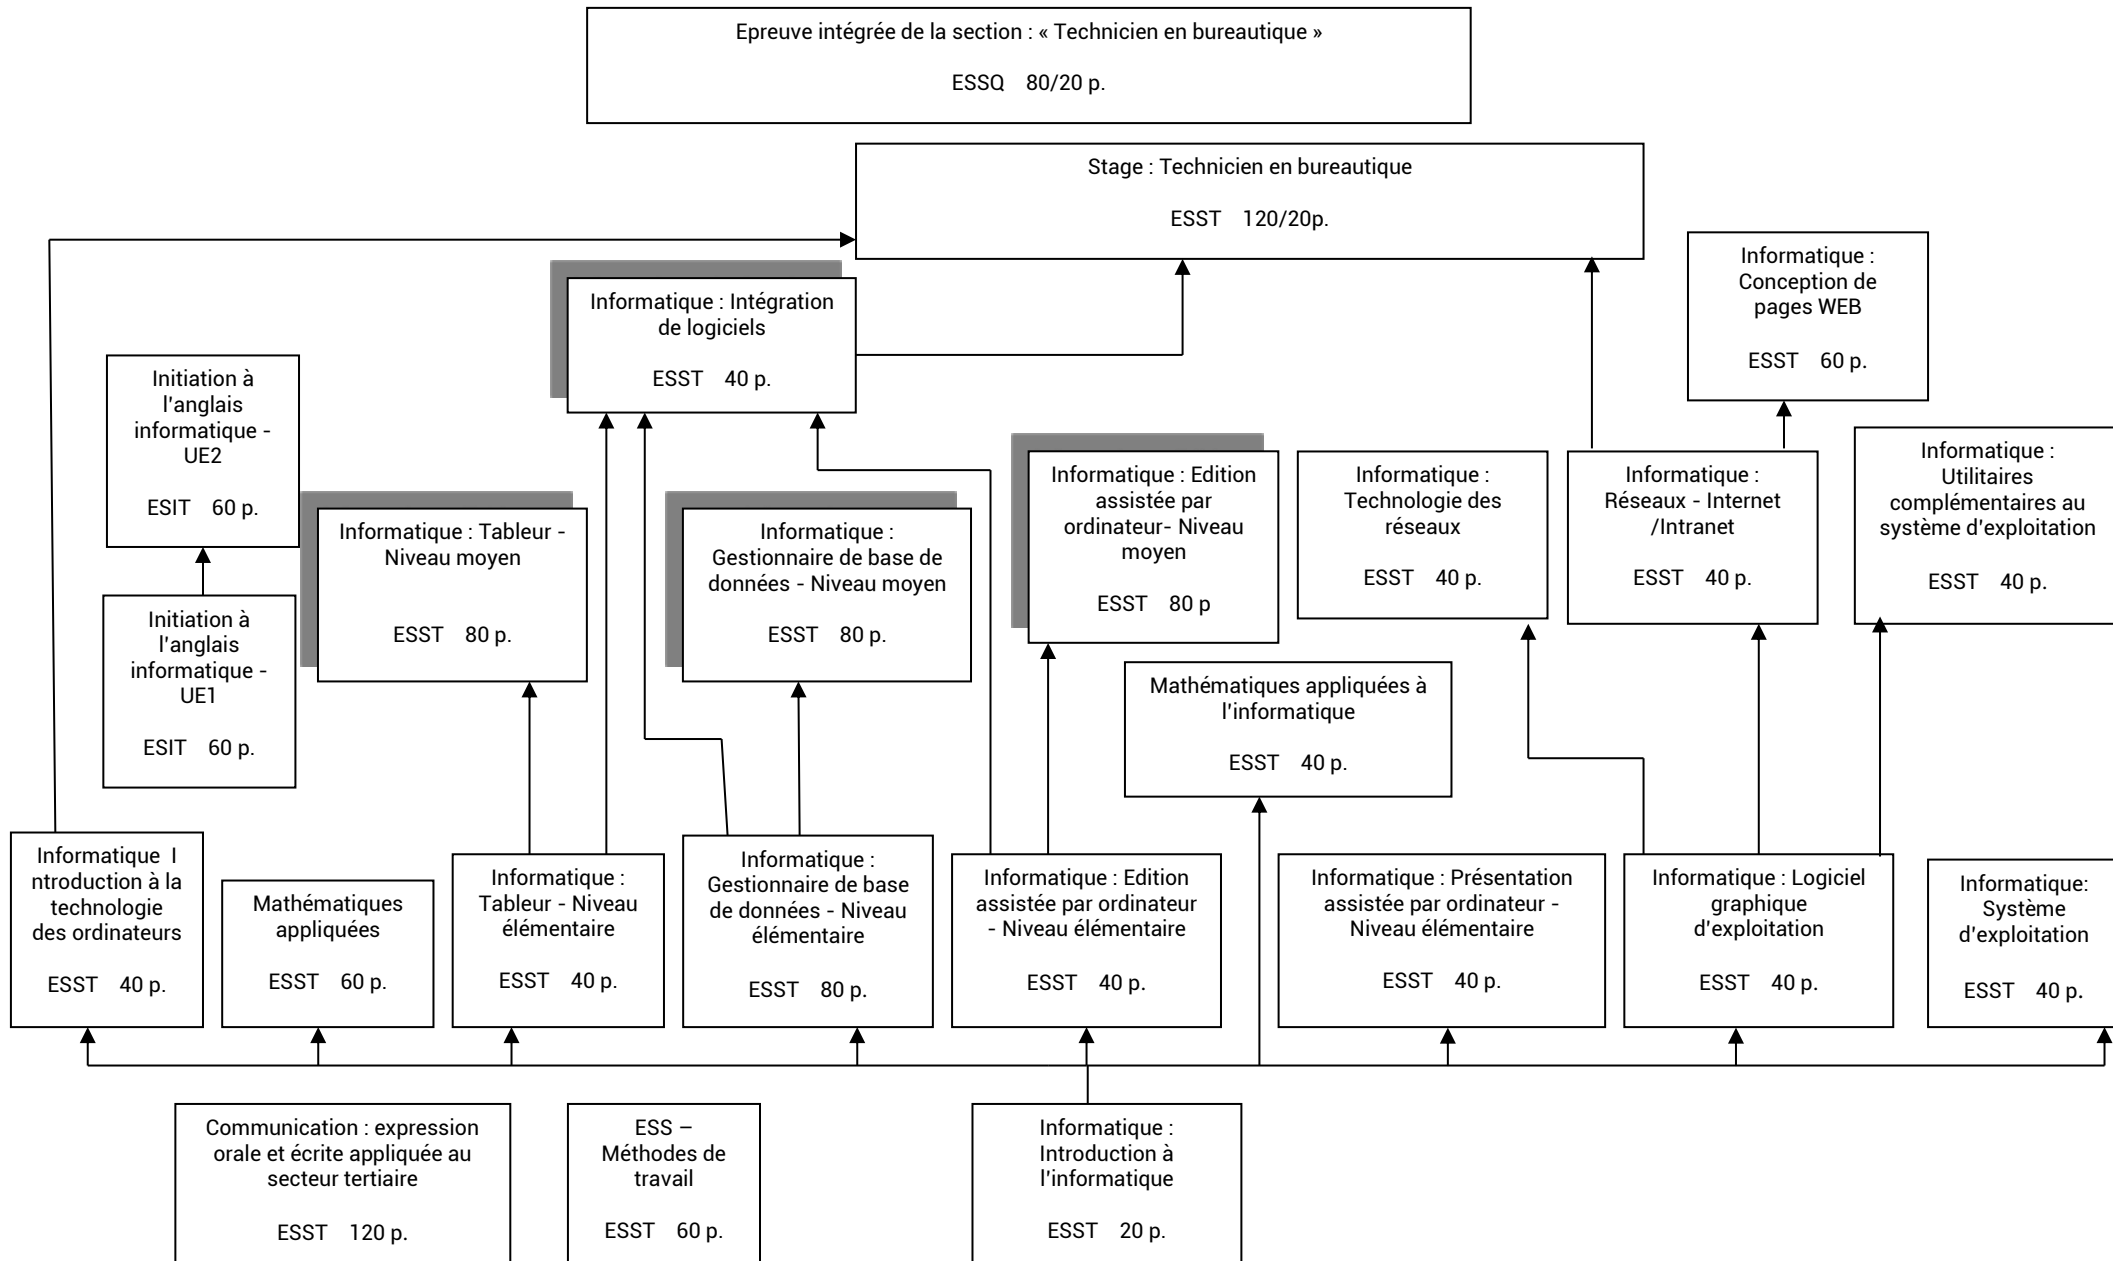 Epreuve intégrée de la section : « Technicien en bureautique »
ESSQ 80/20 p.
Stage : Technicien en bureautique
ESST 120/20p.
Informatique :
Conception de
pages WEB
ESST 60 p.
Informatique : Intégration
de logiciels
ESST 40 p.
Initiation à
l'anglais
informatique -
UE2
ESIT 60 p.
Informatique : Tableur -
Niveau moyen
ESST 80 p.
Informatique :
Gestionnaire de base de
données - Niveau moyen
ESST 80 p.
Informatique : Edition
assistée par
ordinateur- Niveau
moyen
ESST 80 p
Informatique :
Technologie des
réseaux
ESST 40 p.
Informatique :
Réseaux - Internet
/Intranet
ESST 40 p.
Informatique :
Utilitaires
complémentaires au
système d'exploitation
ESST 40 p.
Initiation à
l'anglais
informatique -
UE1
ESIT 60 p.
Mathématiques appliquées à
l'informatique
ESST 40 p.
Informatique I
ntroduction à la
technologie
des ordinateurs
ESST 40 p.
Mathématiques
appliquées
ESST 60 p.
Informatique :
Tableur - Niveau
élémentaire
ESST 40 p.
Informatique :
Gestionnaire de base
de données - Niveau
élémentaire
ESST 80 p.
Informatique : Edition
assistée par ordinateur
- Niveau élémentaire
ESST 40 p.
Informatique : Présentation
assistée par ordinateur -
Niveau élémentaire
ESST 40 p.
Informatique : Logiciel
graphique
d'exploitation
ESST 40 p.
Informatique:
Système
d'exploitation
ESST 40 p.
Communication : expression
orale et écrite appliquée au
secteur tertiaire
ESST 120 p.
ESS –
Méthodes de
travail
ESST 60 p.
Informatique :
Introduction à
l'informatique
ESST 20 p.